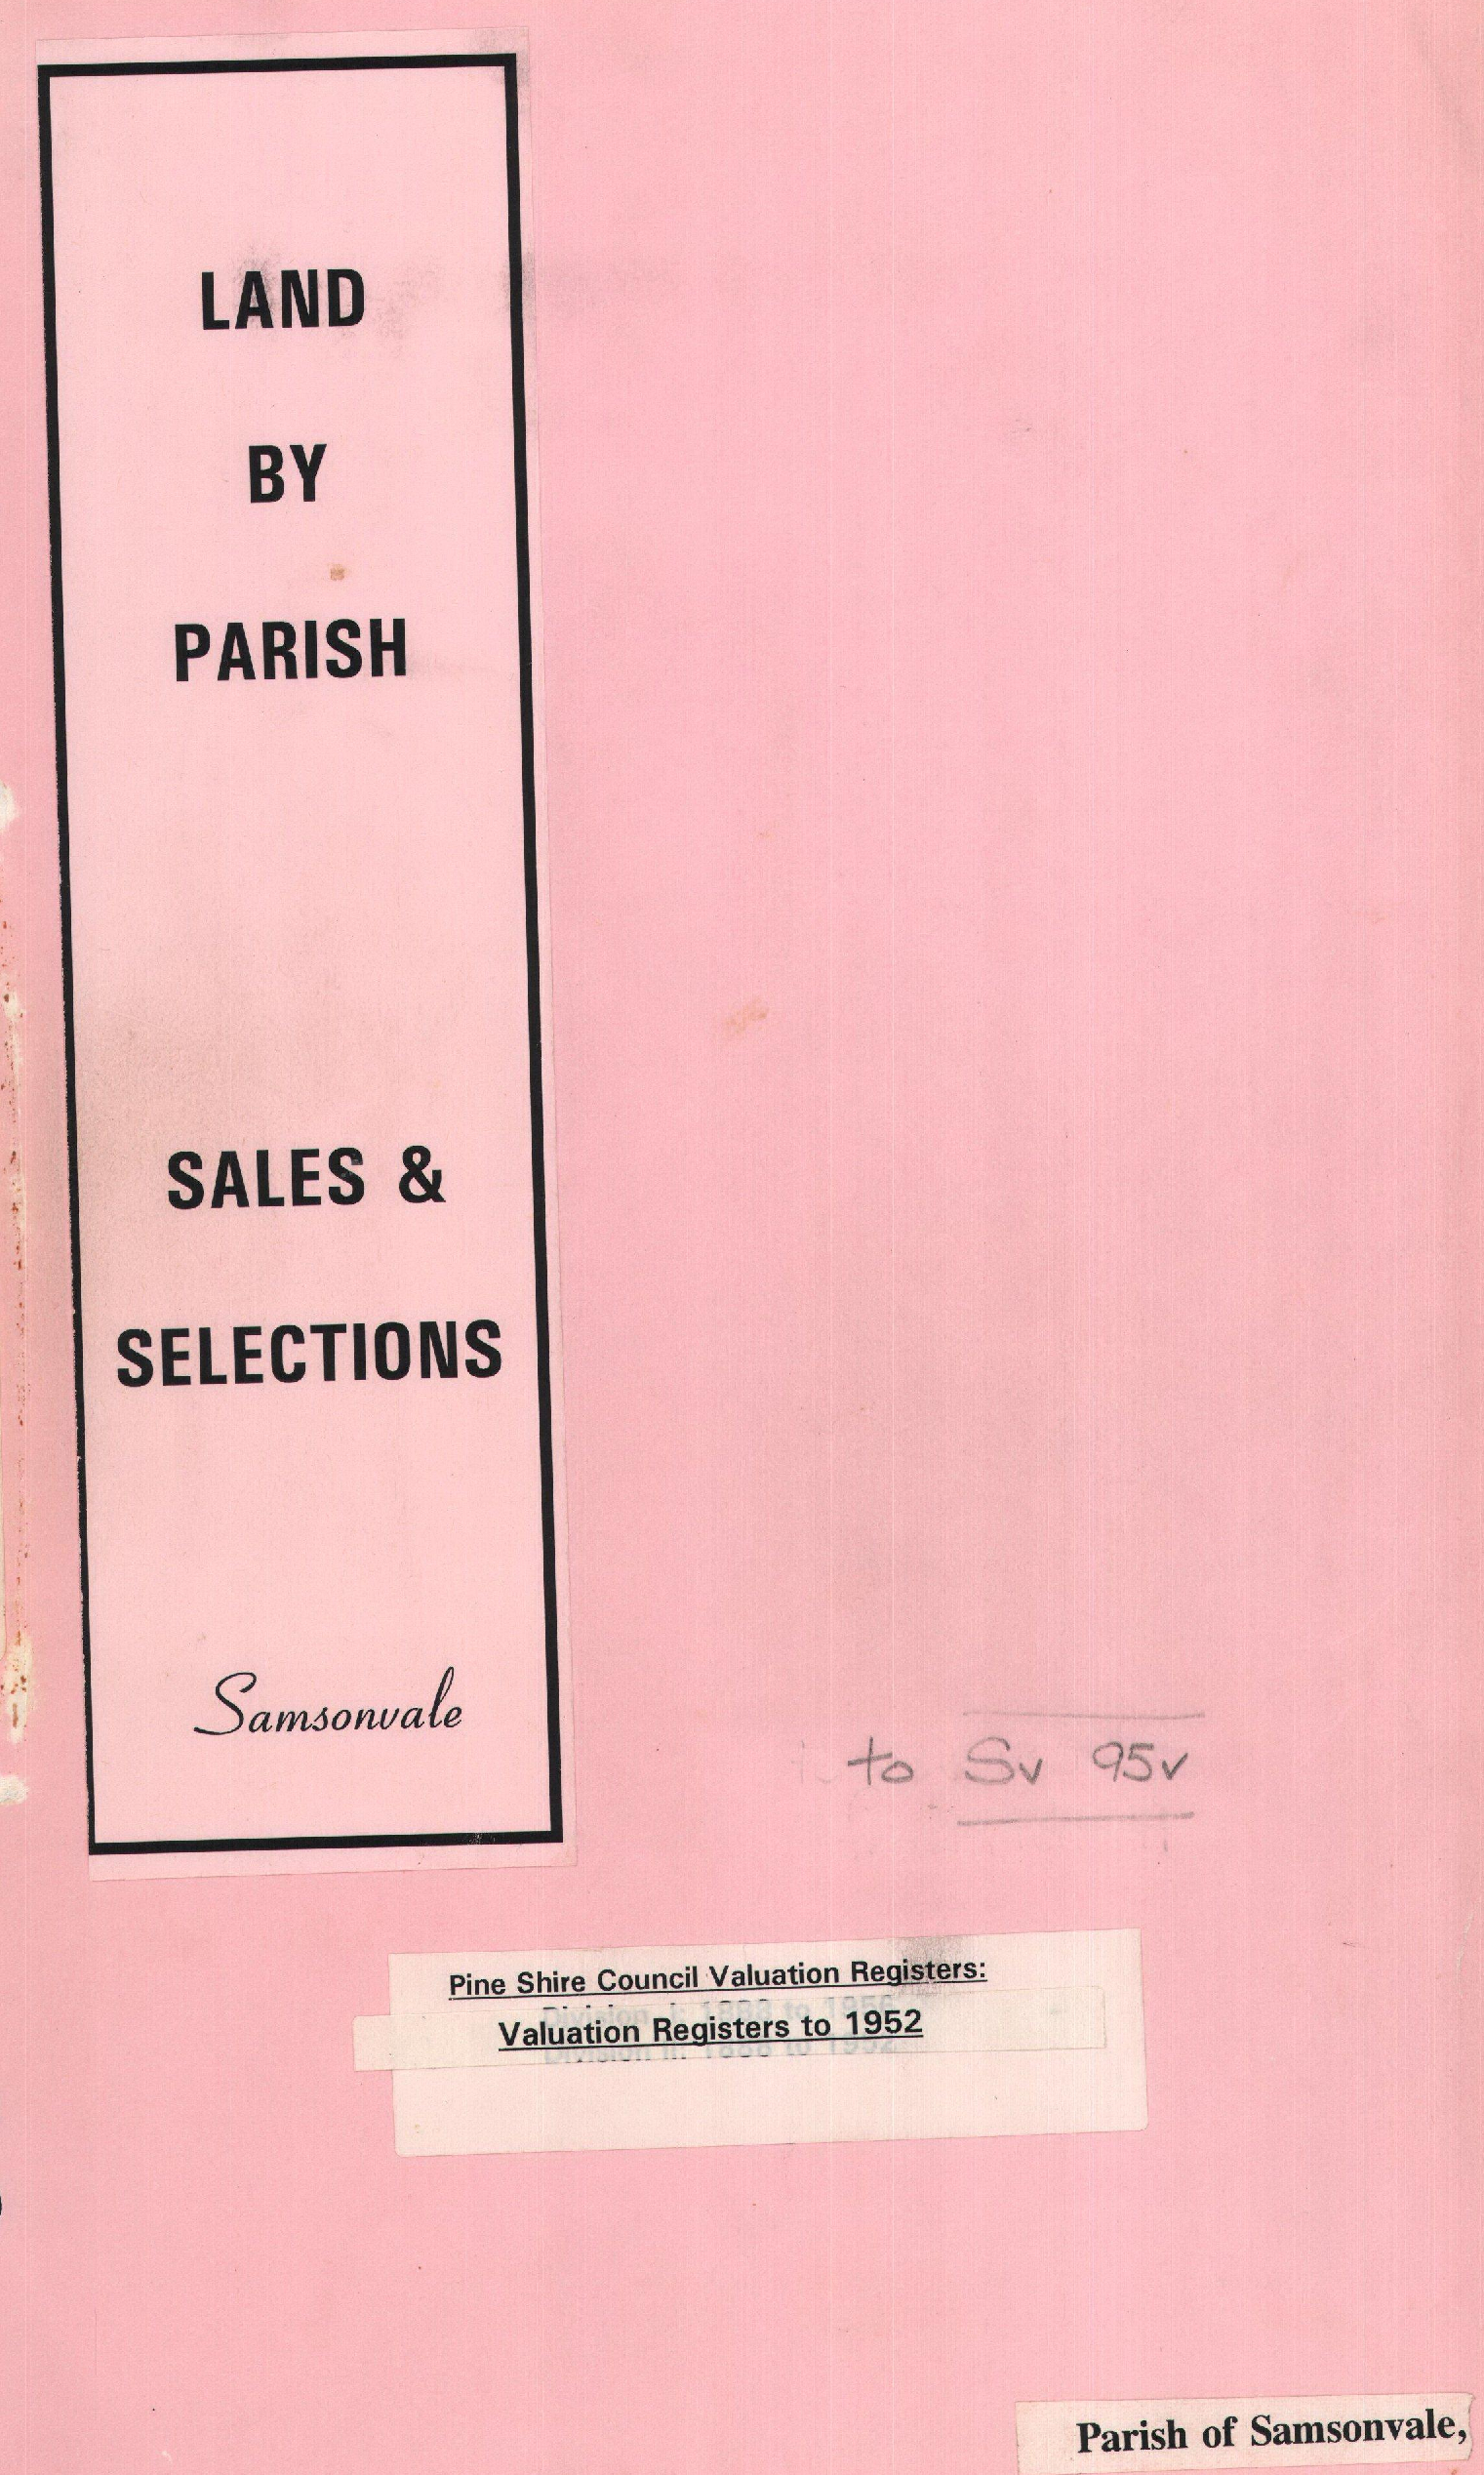 LAND
BY
PARISH
SALES &
SELECTIONS
Samsonvale
to Sv 95v
Pine Shire Council Valuation Registers:
Valuation Registers to 1952
Parish of Samsonvale,